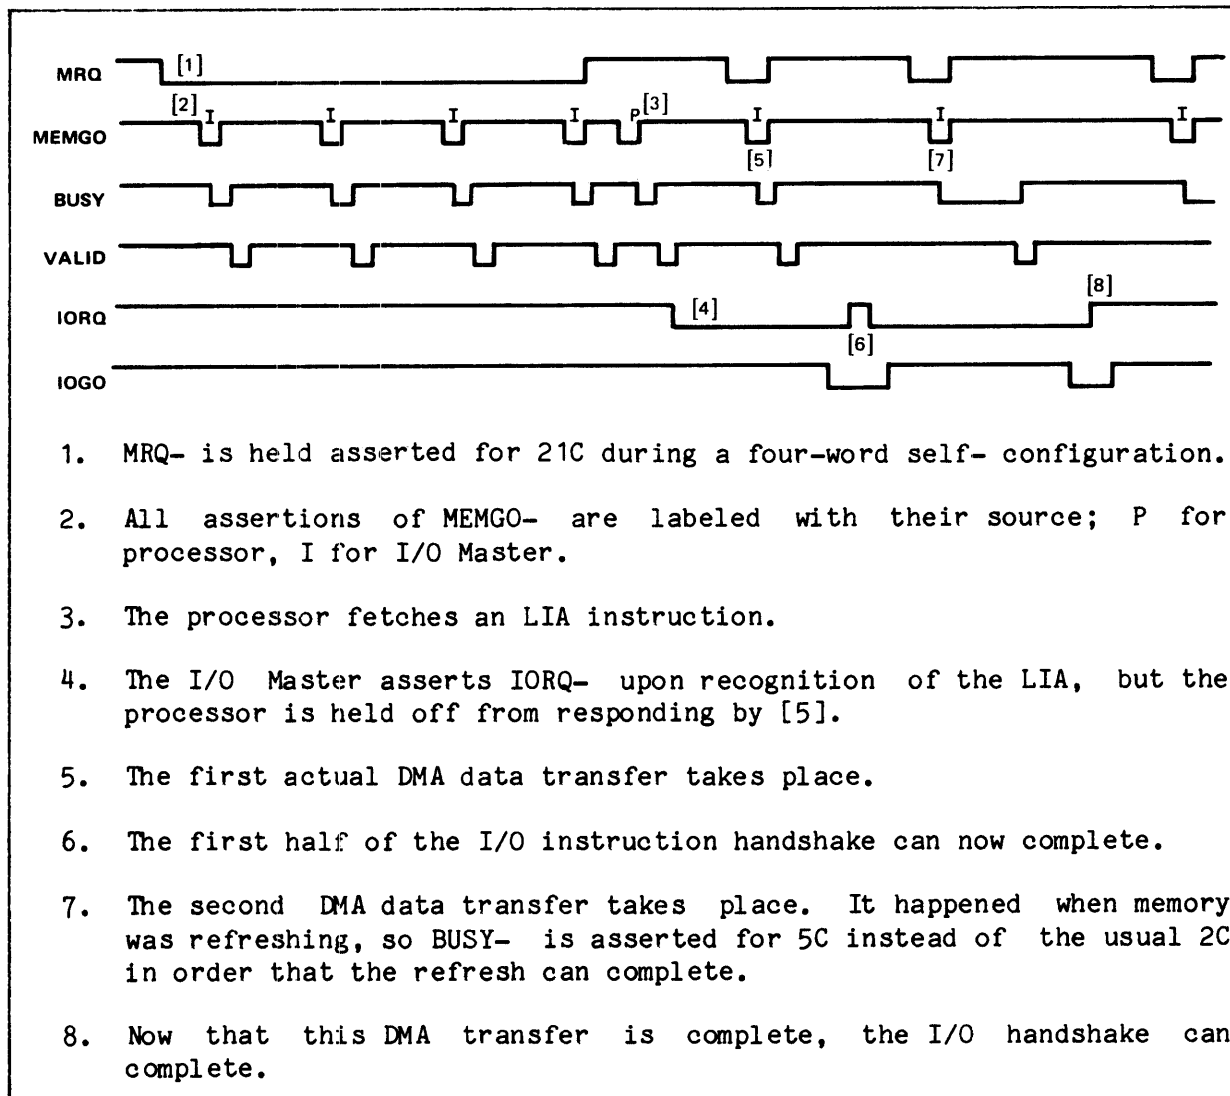 MRQ [1]
[2] I I I I P [3] I I I
MEMGO
[5] [7]
BUSY
VALID
[8]
IORQ [4]
[6]
IOGO
1. MRQ- is held asserted for 21C during a four-word self- configuration.
2. All assertions of MEMGO- are labeled with their source; P for
processor, I for I/O Master.
3. The processor fetches an LIA instruction.
4. The I/O Master asserts IORQ- upon recognition of the LIA, but the
processor is held off from responding by [5].
5. The first actual DMA data transfer takes place.
6. The first half of the I/O instruction handshake can now complete.
7. The second DMA data transfer takes place. It happened when memory
was refreshing, so BUSY- is asserted for 5C instead of the usual 2C
in order that the refresh can complete.
8. Now that this DMA transfer is complete, the I/O handshake can
complete.